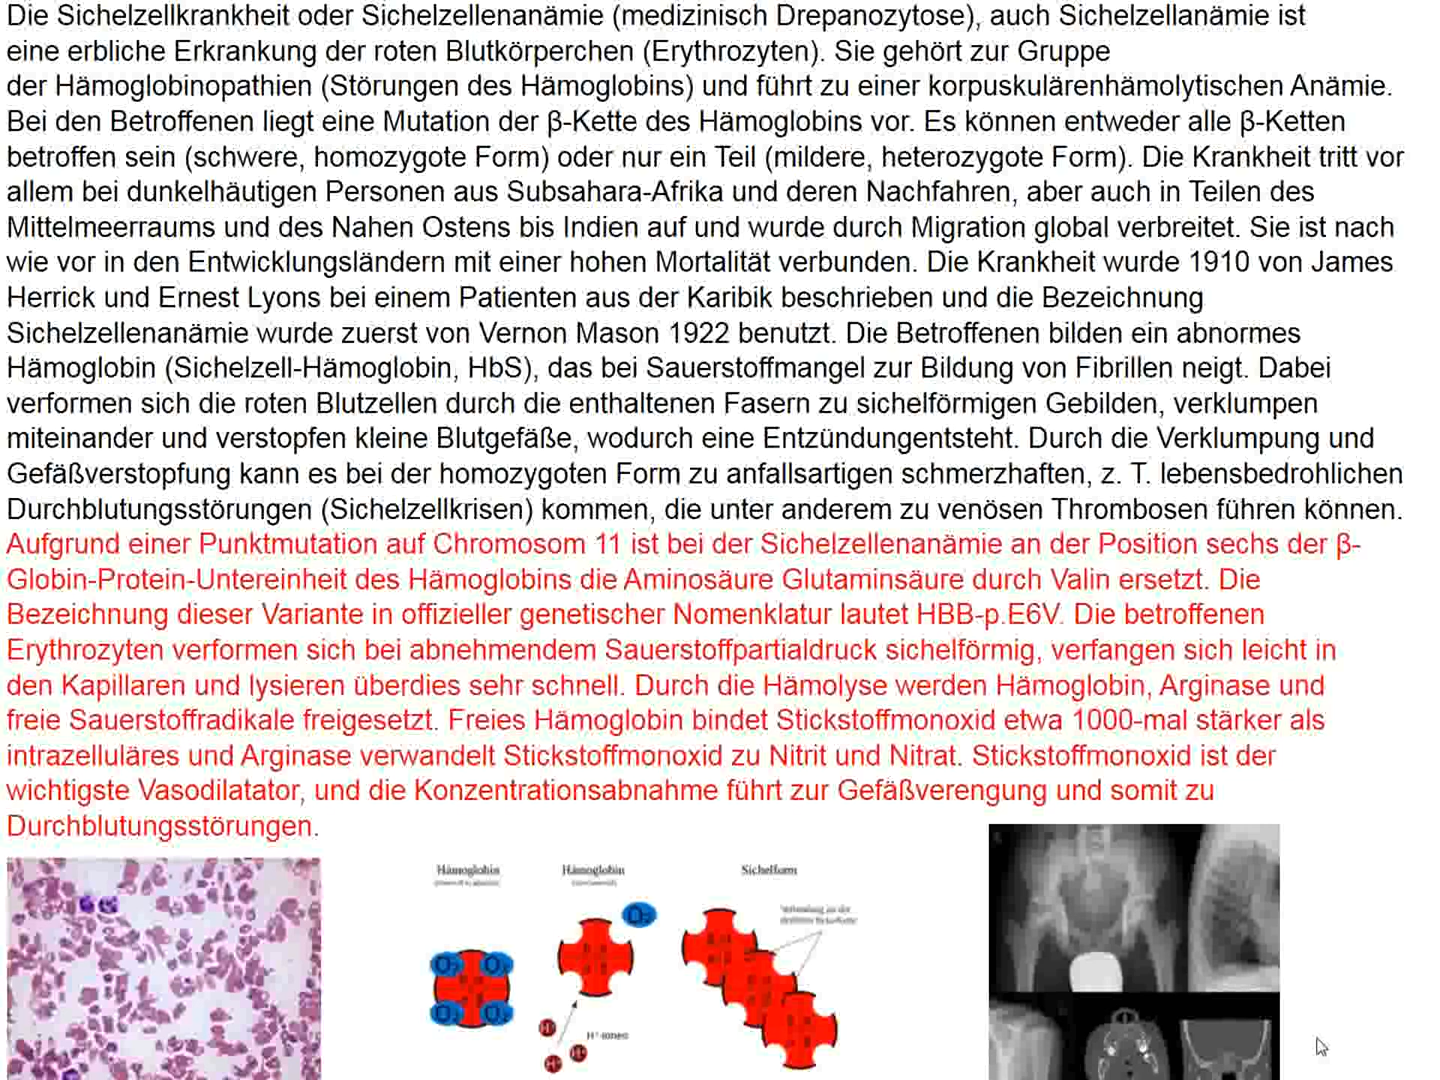 Die Sichelzellkrankheit oder Sichelzellenanämie (medizinisch Drepanozytose), auch Sichelzellanämie ist
eine erbliche Erkrankung der roten Blutkörperchen (Erythrozyten). Sie gehört zur Gruppe
der Hämoglobinopathien (Störungen des Hämoglobins) und führt zu einer korpuskulärenhämolytischen Anämie.
Bei den Betroffenen liegt eine Mutation der β-Kette des Hämoglobins vor. Es können entweder alle β-Ketten
betroffen sein (schwere, homozygote Form) oder nur ein Teil (mildere, heterozygote Form). Die Krankheit tritt vor
allem bei dunkelhäutigen Personen aus Subsahara-Afrika und deren Nachfahren, aber auch in Teilen des
Mittelmeerraums und des Nahen Ostens bis Indien auf und wurde durch Migration global verbreitet. Sie ist nach
wie vor in den Entwicklungsländern mit einer hohen Mortalität verbunden. Die Krankheit wurde 1910 von James
Herrick und Ernest Lyons bei einem Patienten aus der Karibik beschrieben und die Bezeichnung
Sichelzellenanämie wurde zuerst von Vernon Mason 1922 benutzt. Die Betroffenen bilden ein abnormes
Hämoglobin (Sichelzell-Hämoglobin, HbS), das bei Sauerstoffmangel zur Bildung von Fibrillen neigt. Dabei
verformen sich die roten Blutzellen durch die enthaltenen Fasern zu sichelförmigen Gebilden, verklumpen
miteinander und verstopfen kleine Blutgefäße, wodurch eine Entzündungentsteht. Durch die Verklumpung und
Gefäßverstopfung kann es bei der homozygoten Form zu anfallsartigen schmerzhaften, z. T. lebensbedrohlichen
Durchblutungsstörungen (Sichelzellkrisen) kommen, die unter anderem zu venösen Thrombosen führen können.
Aufgrund einer Punktmutation auf Chromosom 11 ist bei der Sichelzellenanämie an der Position sechs der β-
Globin-Protein-Untereinheit des Hämoglobins die Aminosäure Glutaminsäure durch Valin ersetzt. Die
Bezeichnung dieser Variante in offizieller genetischer Nomenklatur lautet HBB-p.E6V. Die betroffenen
Erythrozyten verformen sich bei abnehmendem Sauerstoffpartialdruck sichelförmig, verfangen sich leicht in
den Kapillaren und lysieren überdies sehr schnell. Durch die Hämolyse werden Hämoglobin, Arginase und
freie Sauerstoffradikale freigesetzt. Freies Hämoglobin bindet Stickstoffmonoxid etwa 1000-mal stärker als
intrazelluläres und Arginase verwandelt Stickstoffmonoxid zu Nitrit und Nitrat. Stickstoffmonoxid ist der
wichtigste Vasodilatator, und die Konzentrationsabnahme führt zur Gefäßverengung und somit zu
Durchblutungsstörungen.
Hämoglobin
Hämoglobin
Sichelform
Verbindung an der
O₂
O₂ O₂
O₂ O₂
H⁺
H⁺
H⁺
H⁺-ionen